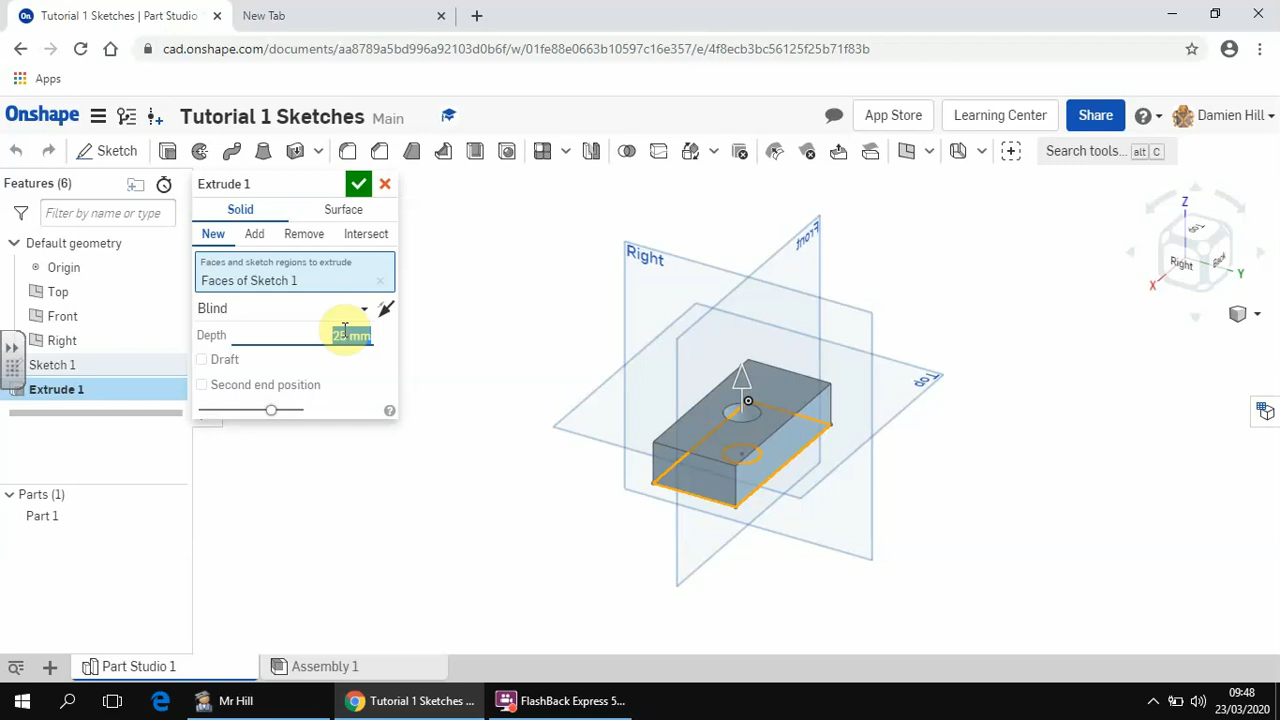 Tutorial 1 Sketches | Part Studio
New Tab
cad.onshape.com/documents/aa8789a5bd996a92103d0b6f/w/01fe88e0663b10597c16e357/e/4f8ecb3bc56125f25b71f83b
Apps
Onshape
Tutorial 1 Sketches Main
App Store
Learning Center
Share
Damien Hill
Sketch
Search tools... alt C
Features (6)
Filter by name or type
Default geometry
Origin
Top
Front
Right
Sketch 1
Extrude 1
Parts (1)
Part 1
Extrude 1
Solid Surface
New Add Remove Intersect
Faces and sketch regions to extrude
Faces of Sketch 1
Blind
Depth 25 mm
Draft
Second end position
Right
Front
Top
Z
Right
Back
X
Y
Part Studio 1
Assembly 1
Mr Hill
Tutorial 1 Sketches ...
FlashBack Express 5...
09:48
23/03/2020